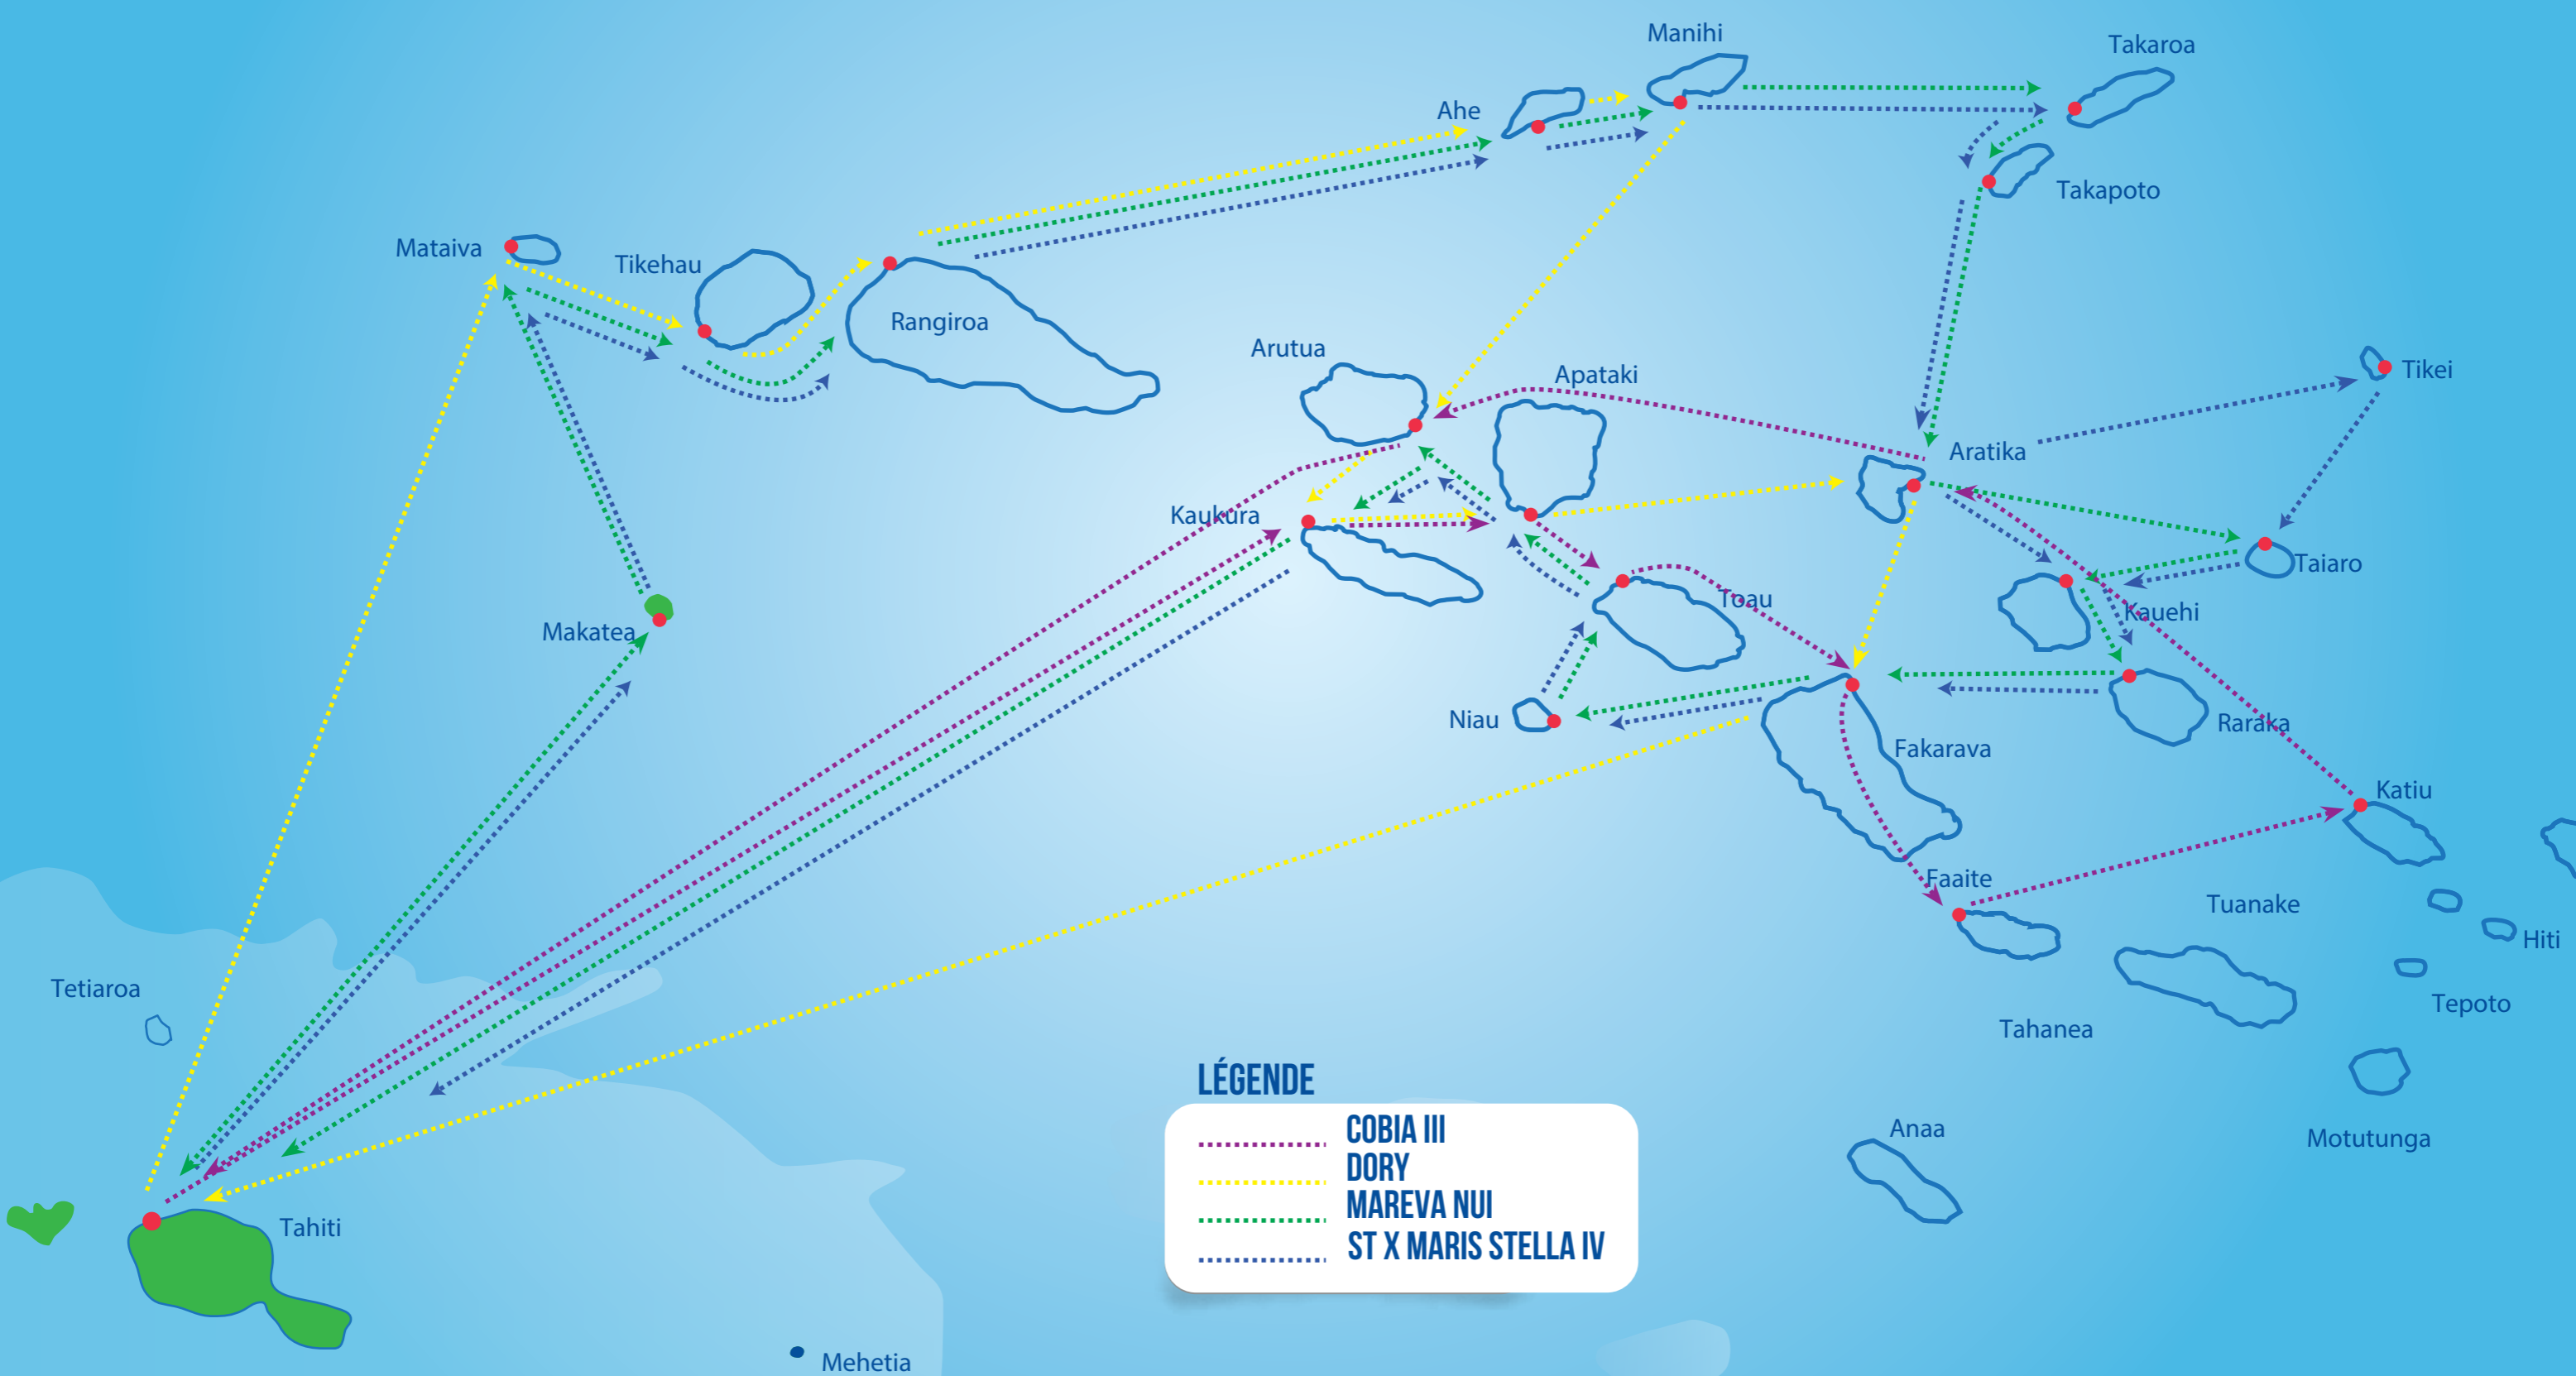 Manihi
Takaroa
Ahe
Takapoto
Mataiva
Tikehau
Rangiroa
Arutua
Apataki
Tikei
Aratika
Kaukura
Taiaro
Toau
Kauehi
Makatea
Niau
Raraka
Fakarava
Katiu
Faaite
Tuanake
Hiti
Tetiaroa
Tepoto
Tahanea
LÉGENDE
COBIA III
DORY
MAREVA NUI
ST X MARIS STELLA IV
Anaa
Motutunga
Tahiti
Mehetia